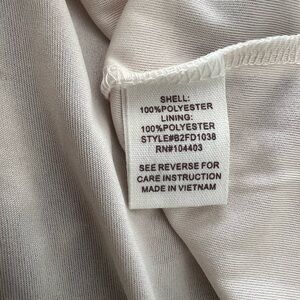 SHELL:
100%POLYESTER
LINING:
100%POLYESTER
STYLE#B2FD1038
RN#104403
SEE REVERSE FOR
CARE INSTRUCTION
MADE IN VIETNAM